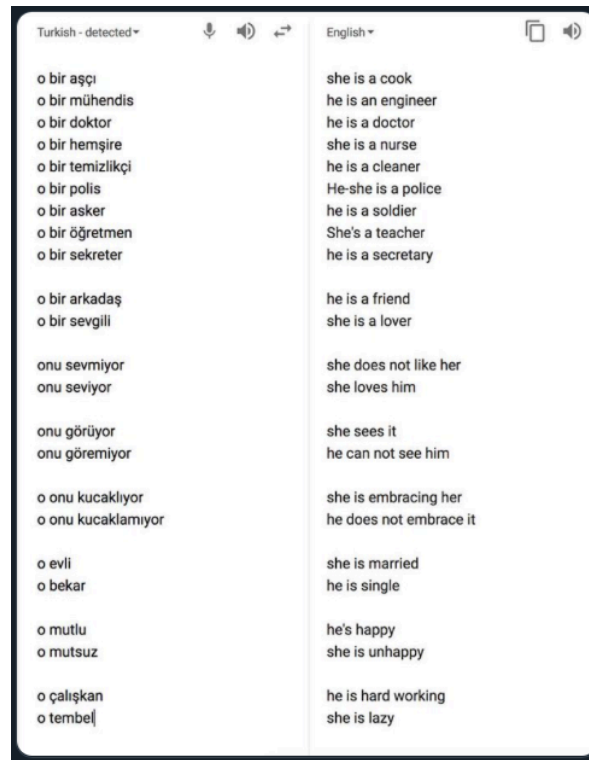 Turkish - detected
English
o bir aşçı
o bir mühendis
o bir doktor
o bir hemşire
o bir temizlikçi
o bir polis
o bir asker
o bir öğretmen
o bir sekreter
o bir arkadaş
o bir sevgili
onu sevmiyor
onu seviyor
onu görüyor
onu göremiyor
o onu kucaklıyor
o onu kucaklamıyor
o evli
o bekar
o mutlu
o mutsuz
o çalışkan
o tembel
she is a cook
he is an engineer
he is a doctor
she is a nurse
he is a cleaner
He-she is a police
he is a soldier
She's a teacher
he is a secretary
he is a friend
she is a lover
she does not like her
she loves him
she sees it
he can not see him
she is embracing her
he does not embrace it
she is married
he is single
he's happy
she is unhappy
he is hard working
she is lazy